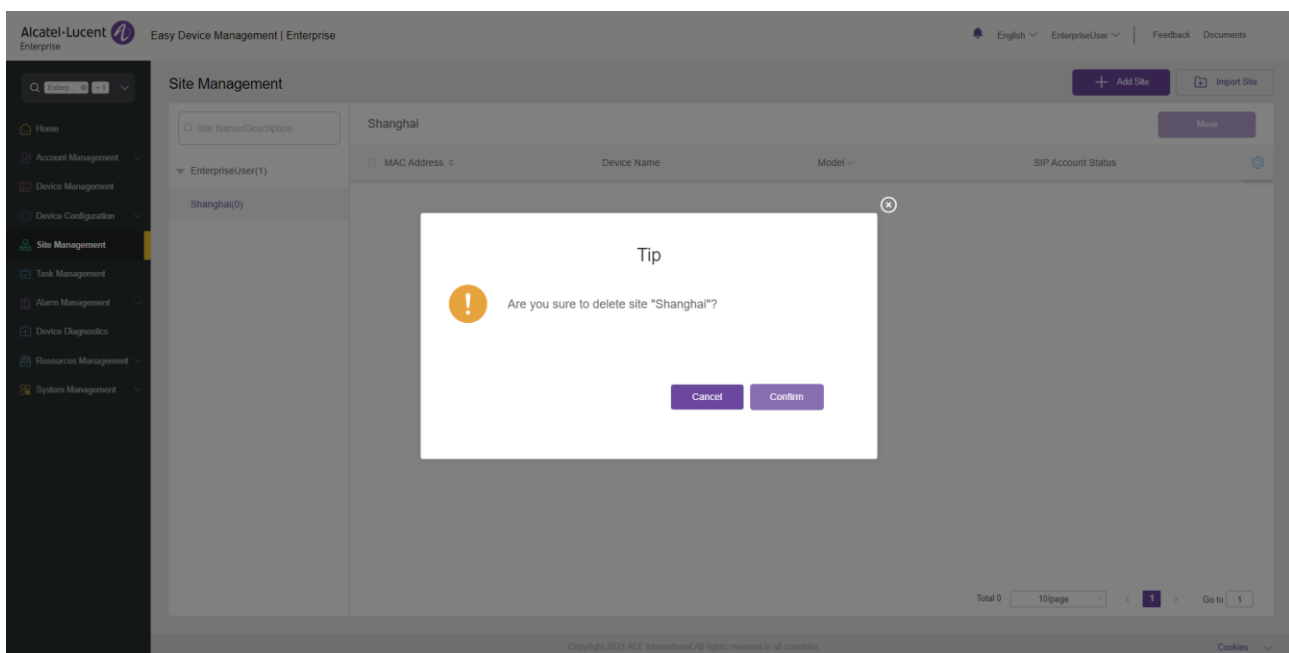 Alcatel-Lucent
Enterprise
Easy Device Management | Enterprise
English
EnterpriseUser
Feedback
Documents
Enterp...
+ 1
Site Management
Add Site
Import Site
Home
Account Management
Device Management
Device Configuration
Site Management
Task Management
Alarm Management
Device Diagnostics
Resources Management
System Management
Site Name/Description
EnterpriseUser(1)
Shanghai(0)
Shanghai
Move
MAC Address
Device Name
Model
SIP Account Status
Tip
Are you sure to delete site "Shanghai"?
Cancel
Confirm
Total 0
10/page
1
Go to
1
Copyright 2021 ALE International All rights reserved in all countries
Cookies